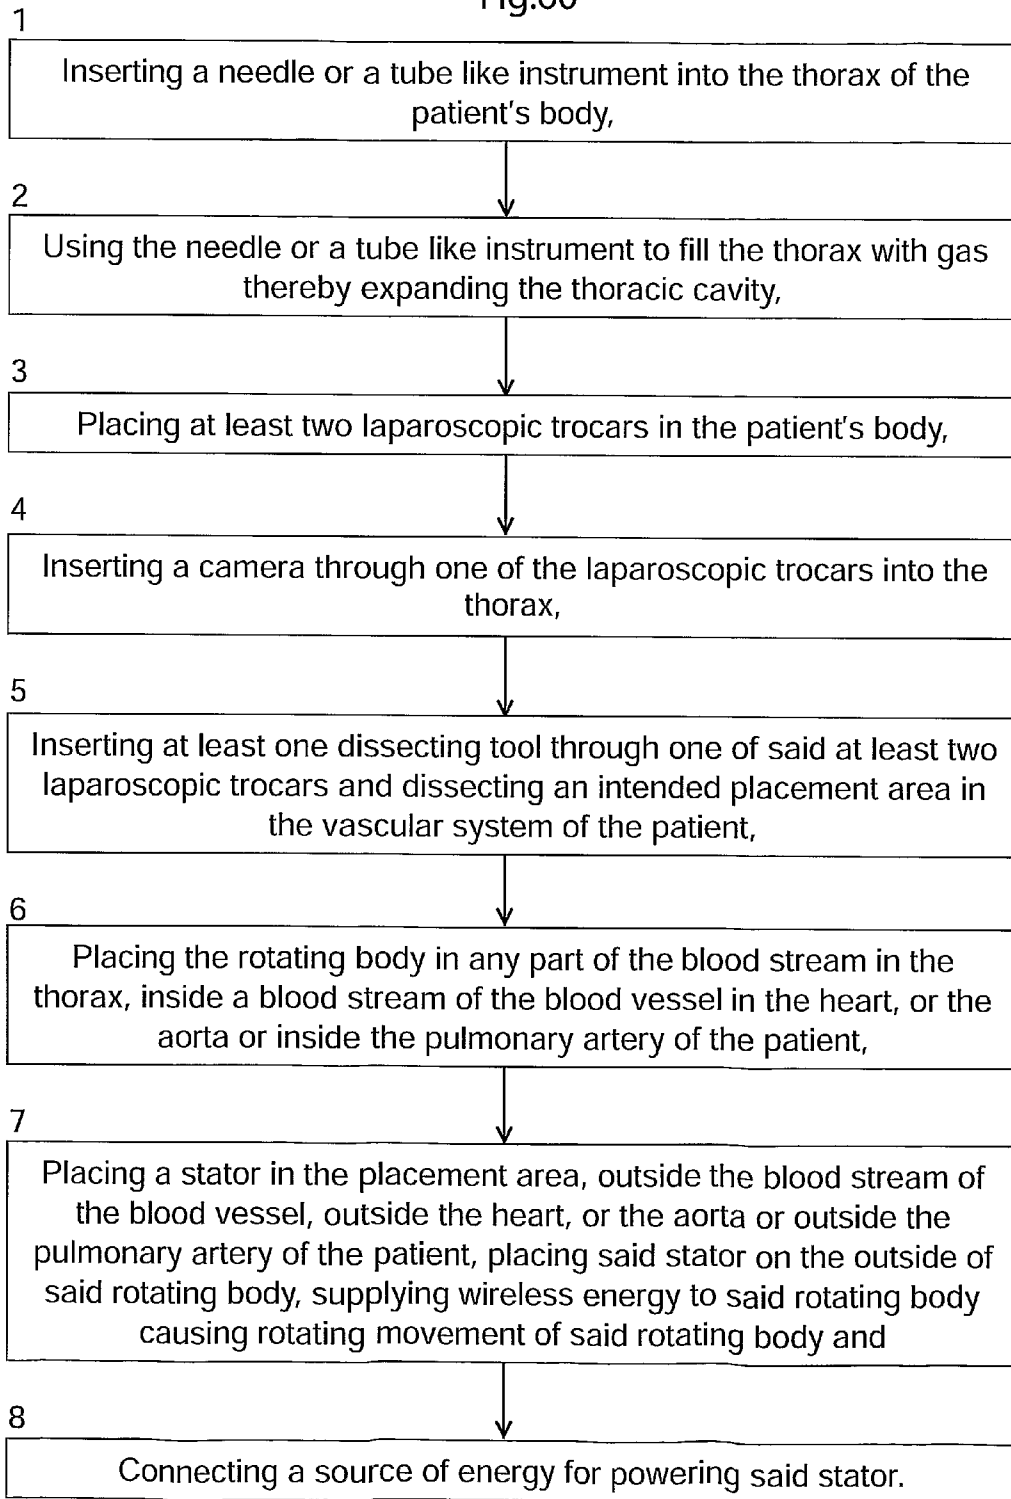 1
Inserting a needle or a tube like instrument into the thorax of the
patient's body,
2
Using the needle or a tube like instrument to fill the thorax with gas
thereby expanding the thoracic cavity,
3
Placing at least two laparoscopic trocars in the patient's body,
4
Inserting a camera through one of the laparoscopic trocars into the
thorax,
5
Inserting at least one dissecting tool through one of said at least two
laparoscopic trocars and dissecting an intended placement area in
the vascular system of the patient,
6
Placing the rotating body in any part of the blood stream in the
thorax, inside a blood stream of the blood vessel in the heart, or the
aorta or inside the pulmonary artery of the patient,
7
Placing a stator in the placement area, outside the blood stream of
the blood vessel, outside the heart, or the aorta or outside the
pulmonary artery of the patient, placing said stator on the outside of
said rotating body, supplying wireless energy to said rotating body
causing rotating movement of said rotating body and
8
Connecting a source of energy for powering said stator.